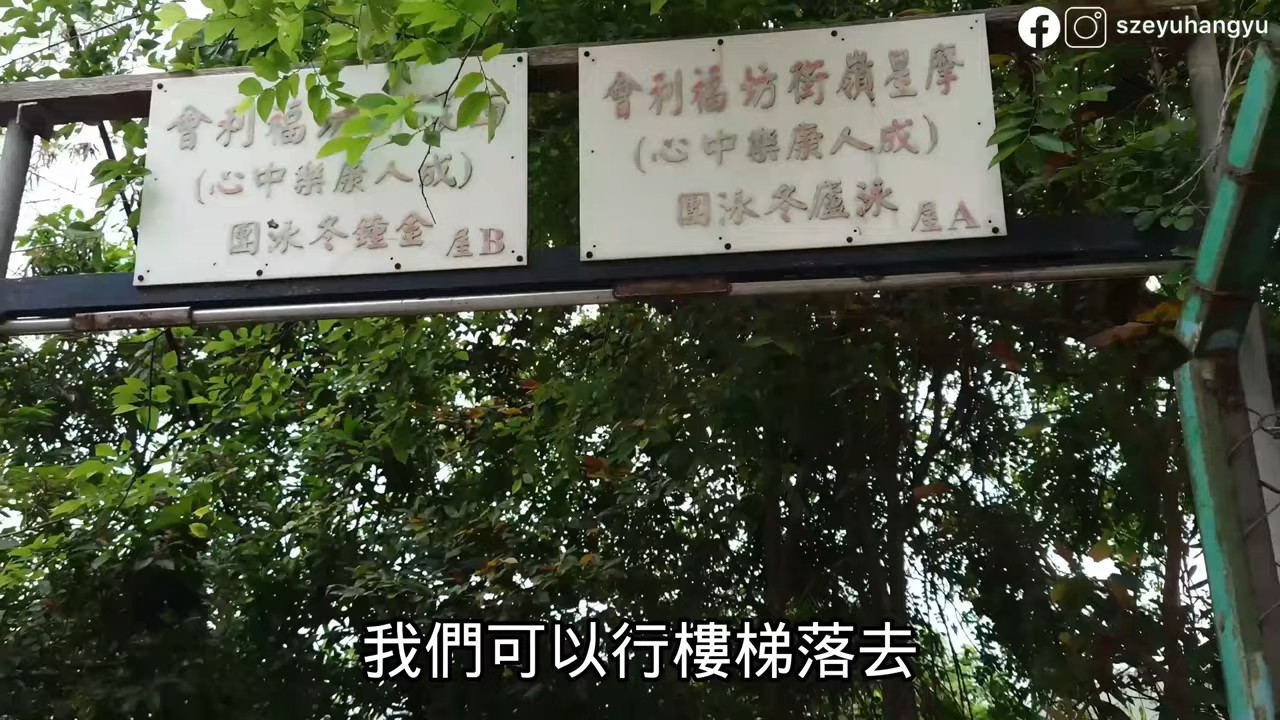 szeyuhangyu
摩星嶺街坊福利會
(成人康樂中心)
泳廬冬泳團 A屋
福利會
(成人康樂中心)
金鐘冬泳團 B屋
我們可以行樓梯落去